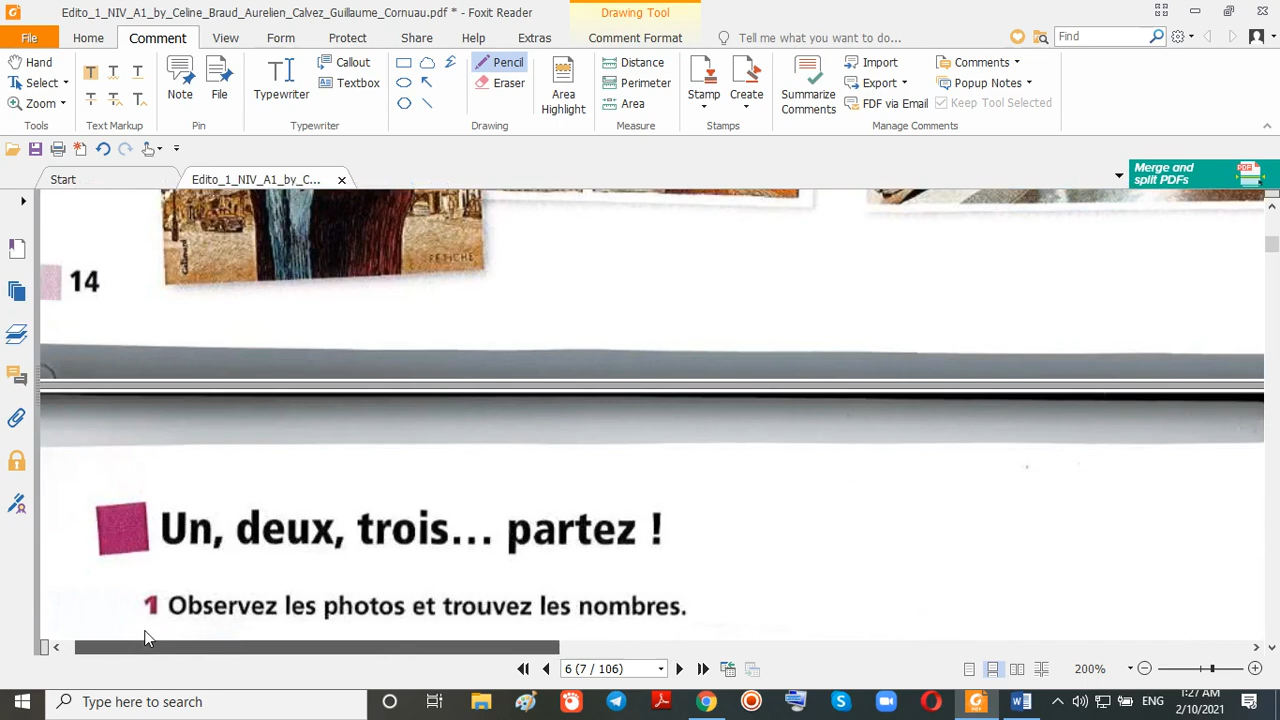 Edito_1_NIV_A1_by_Celine_Braud_Aurelien_Calvez_Guillaume_Cornuau.pdf * - Foxit Reader
Drawing Tool
File
Home
Comment
View
Form
Protect
Share
Help
Extras
Comment Format
Tell me what you want to do...
Find
Hand
Select
Zoom
Tools
Text Markup
Note
File
Pin
Typewriter
Callout
Textbox
Typewriter
Pencil
Eraser
Area Highlight
Drawing
Distance
Perimeter
Area
Measure
Stamp
Create
Stamps
Summarize Comments
Import
Export
FDF via Email
Comments
Popup Notes
Keep Tool Selected
Manage Comments
Start
Edito_1_NIV_A1_by_C...
Merge and
split PDFs
Gallimard
FETICHE
14
Un, deux, trois... partez !
1 Observez les photos et trouvez les nombres.
6 (7 / 106)
200%
Type here to search
ENG
1:27 AM
2/10/2021